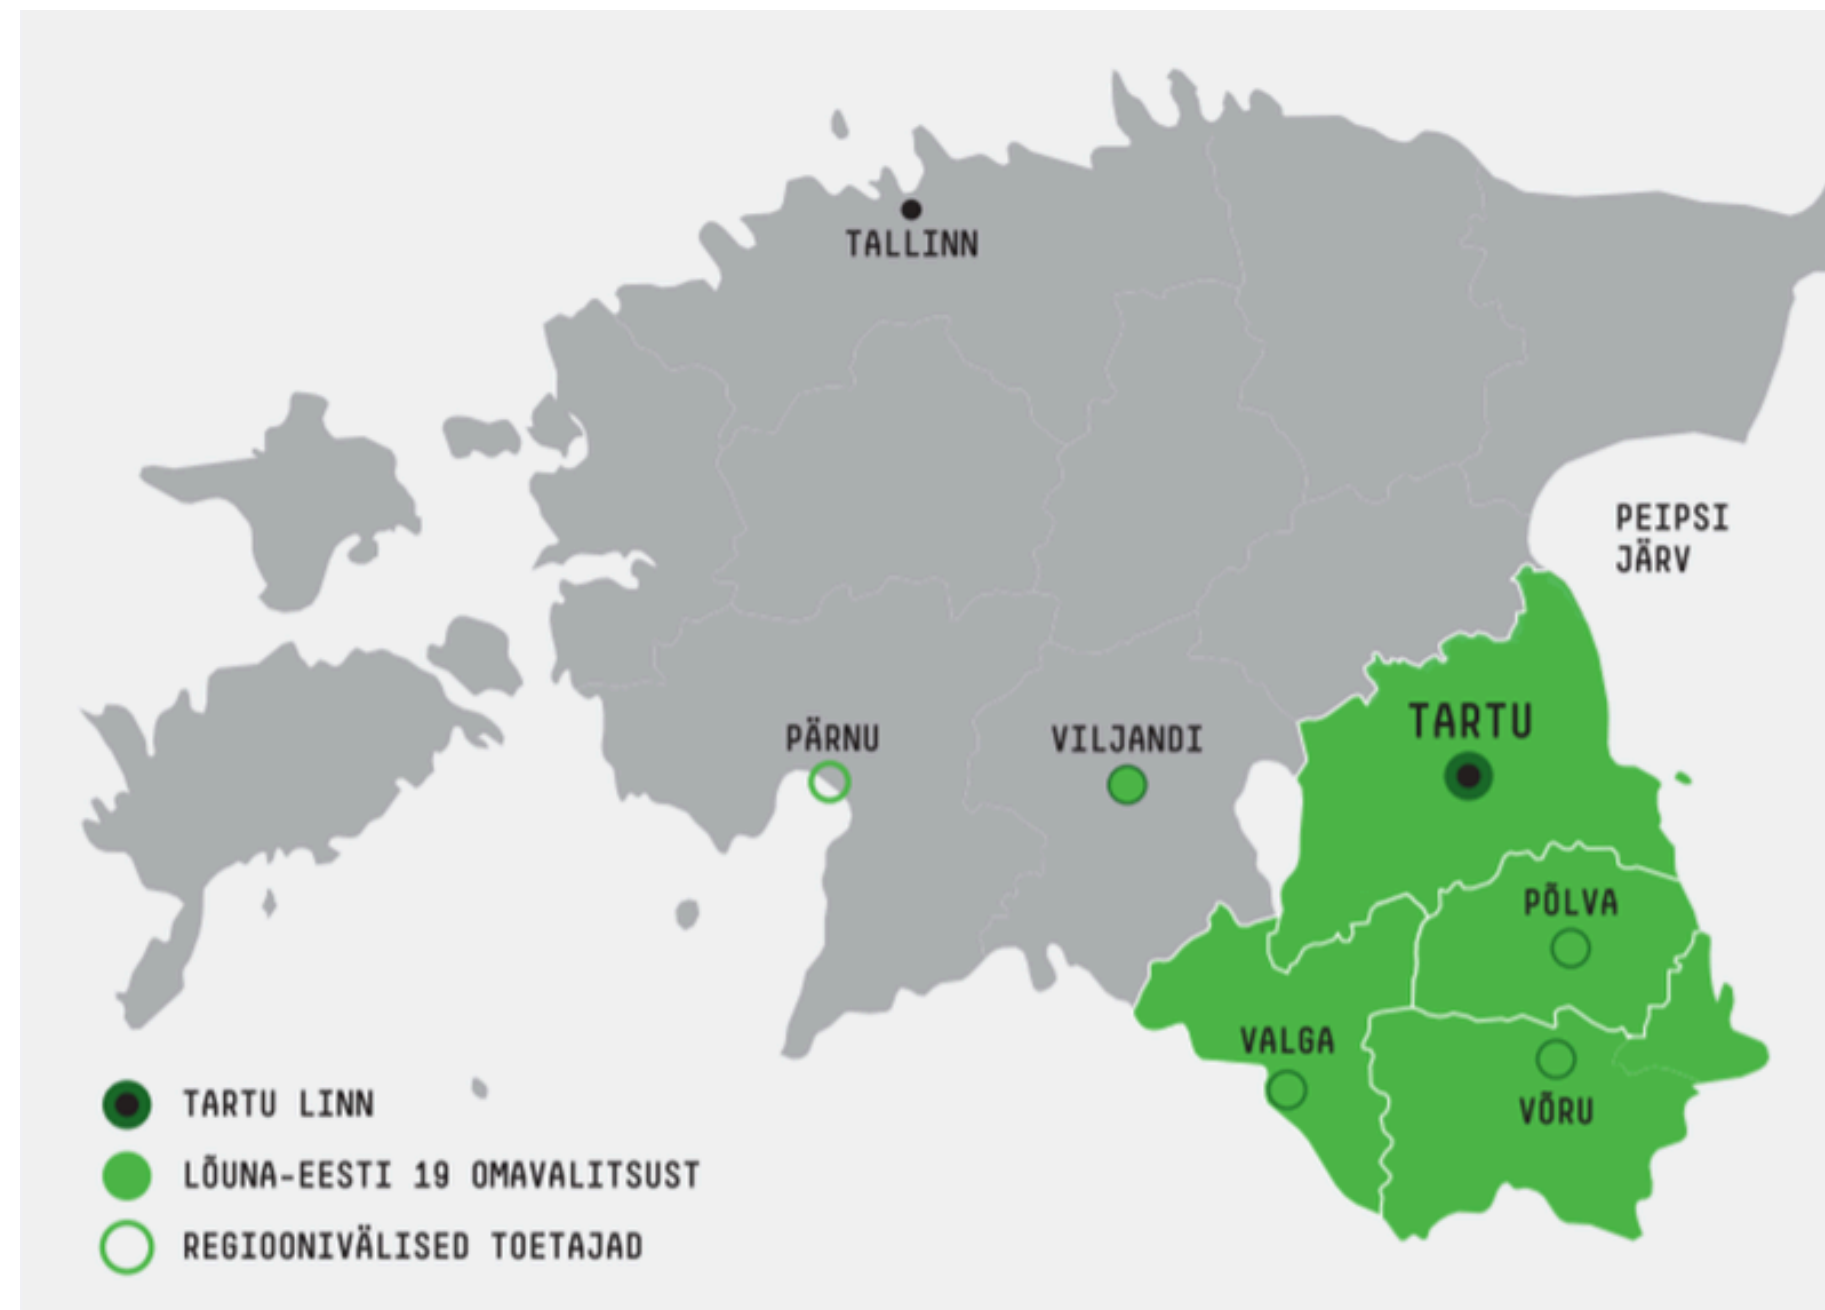 TALLINN
PEIPSI
JÄRV
TARTU
PÄRNU
VILJANDI
PÕLVA
VALGA
VÕRU
TARTU LINN
LÕUNA-EESTI 19 OMAVALITSUST
REGIOONIVÄLISED TOETAJAD